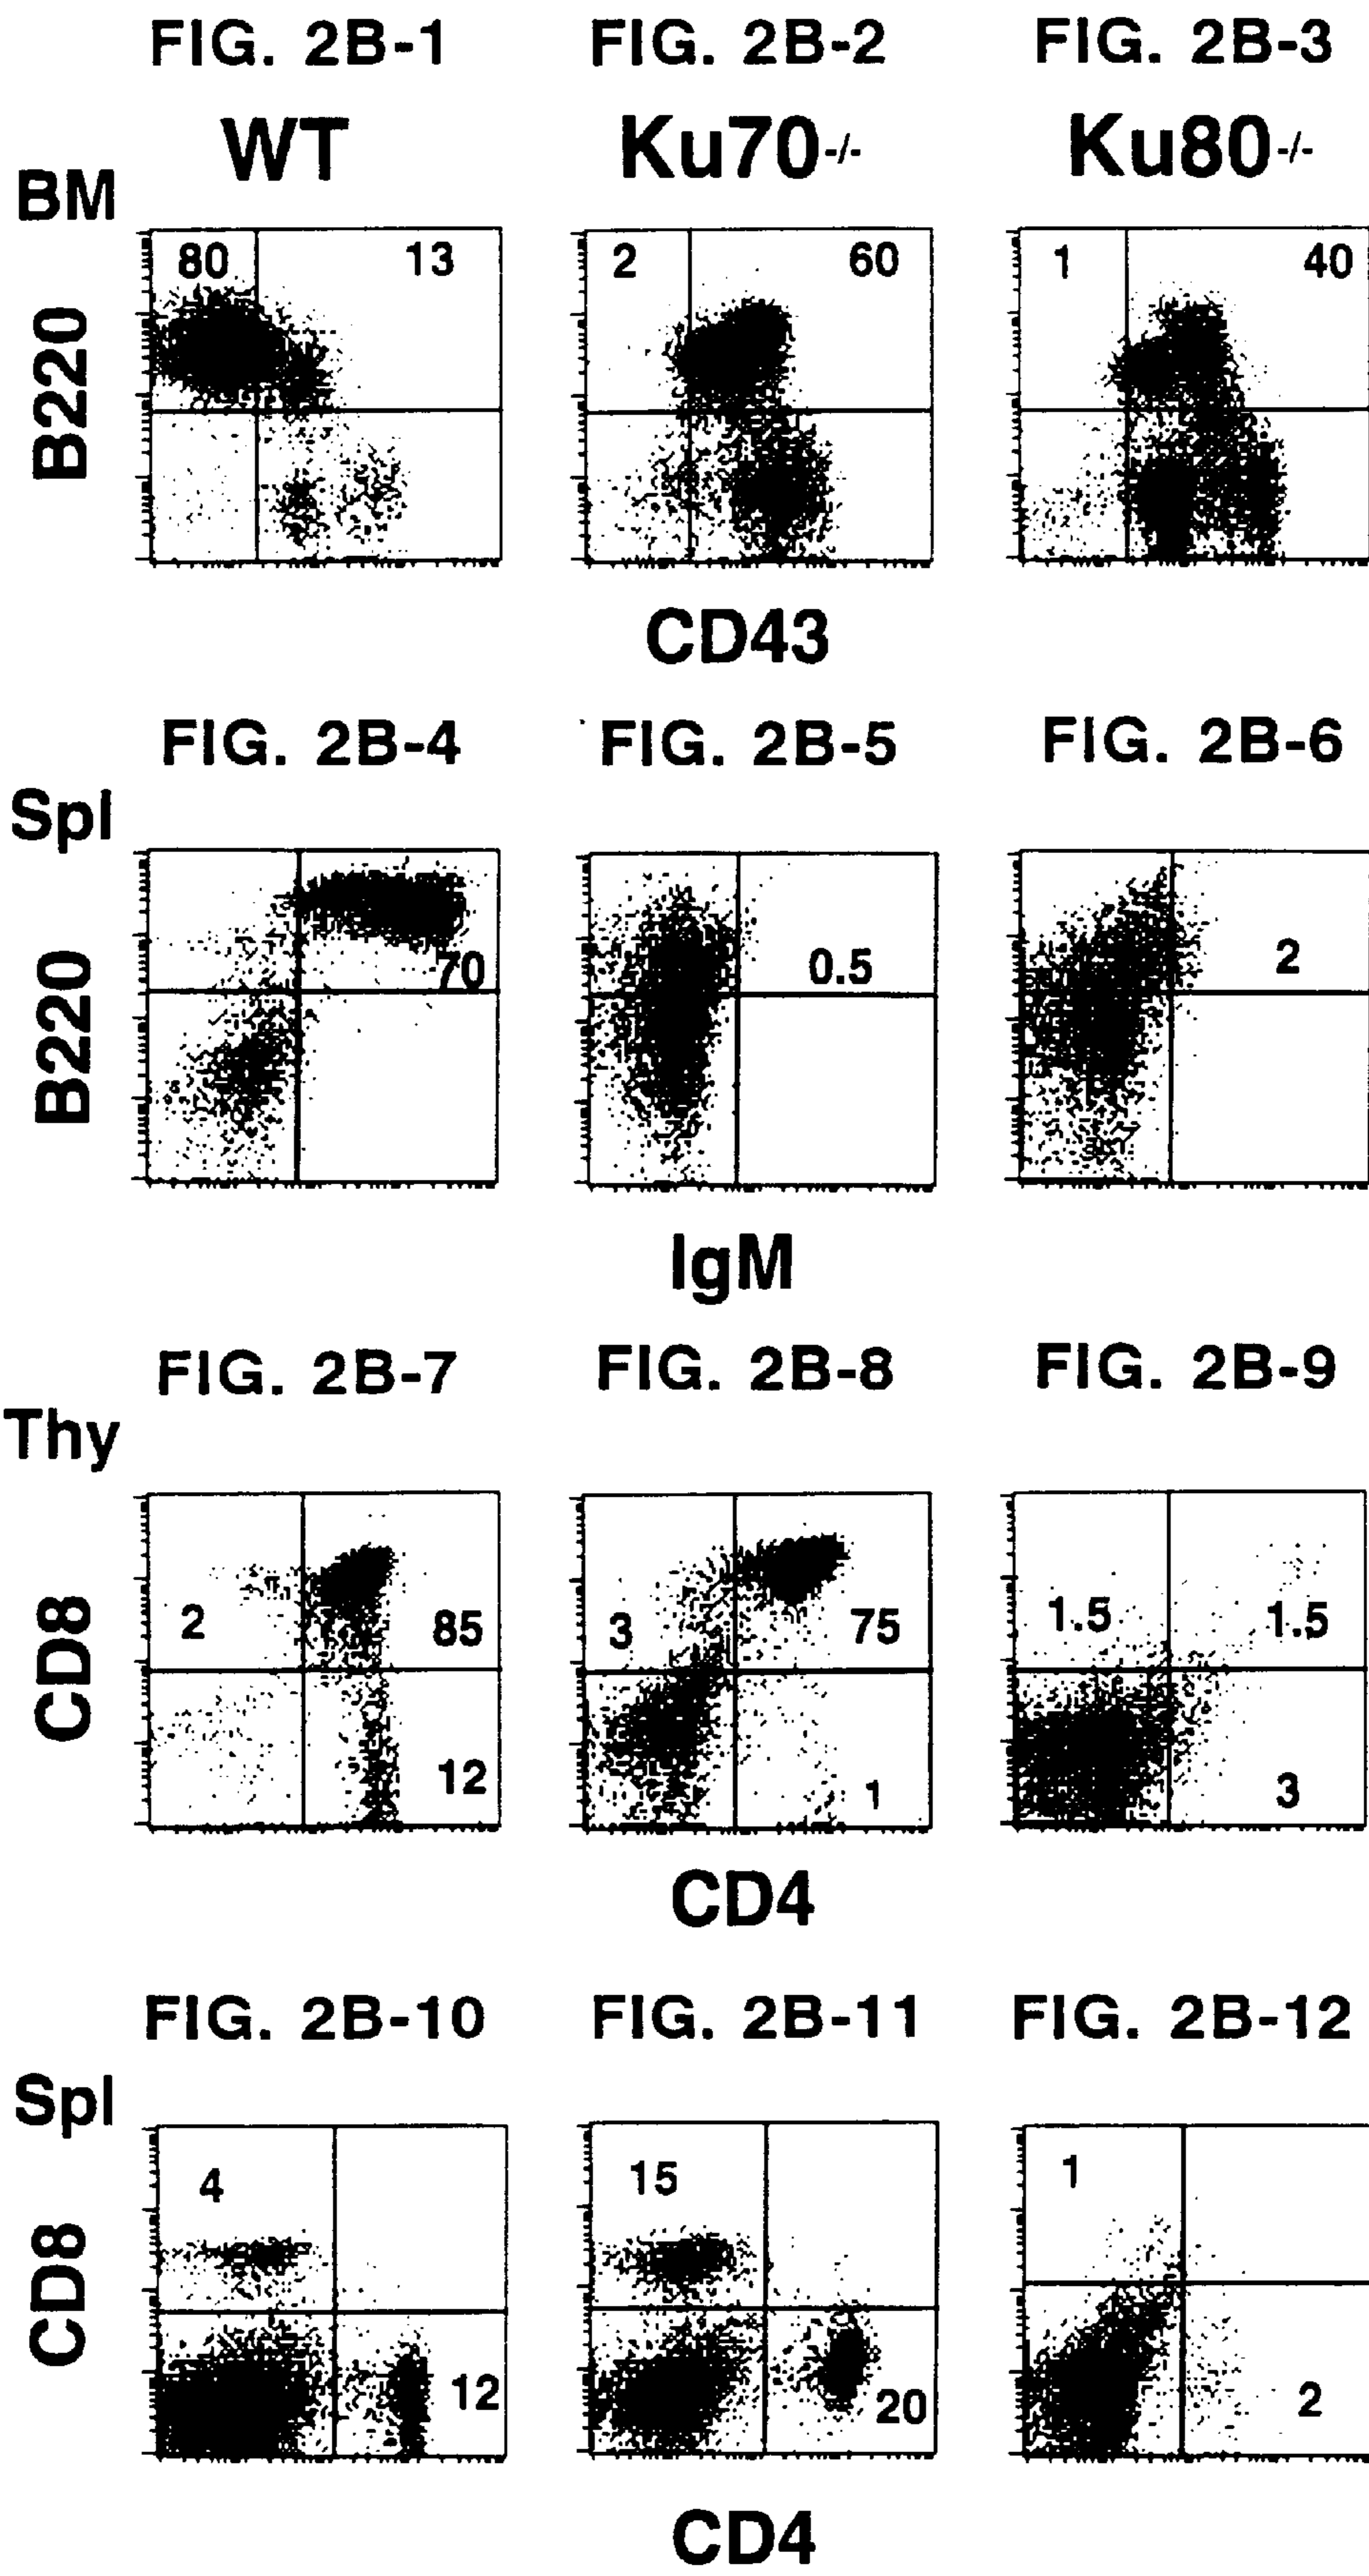 FIG. 2B-1 FIG. 2B-2 FIG. 2B-3
WT Ku70-/- Ku80-/-
BM
80 13 2 60 1 40
B220
CD43
FIG. 2B-4 FIG. 2B-5 FIG. 2B-6
Spl
70 0.5 2
B220
IgM
FIG. 2B-7 FIG. 2B-8 FIG. 2B-9
Thy
2 85 3 75 1.5 1.5
CD8
12 1 3
CD4
FIG. 2B-10 FIG. 2B-11 FIG. 2B-12
Spl
4 15 1
CD8
12 20 2
CD4